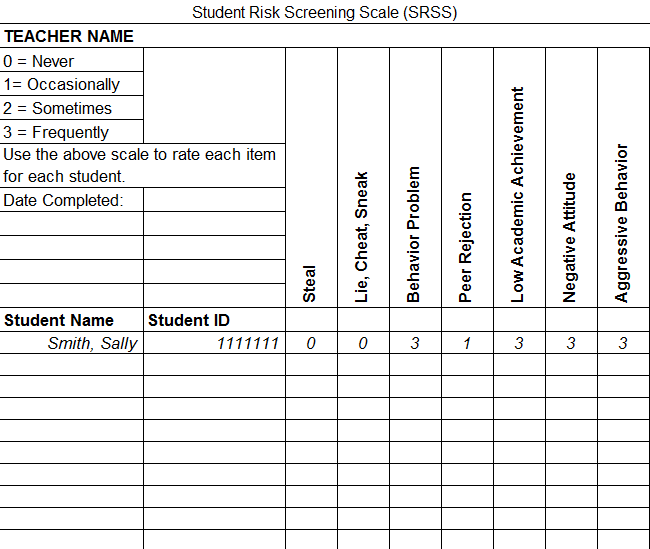 Student Risk Screening Scale (SRSS)
TEACHER NAME
0 = Never
1= Occasionally
2 = Sometimes
3 = Frequently
Use the above scale to rate each item
for each student.
Date Completed:
Steal
Lie, Cheat, Sneak
Behavior Problem
Peer Rejection
Low Academic Achievement
Negative Attitude
Aggressive Behavior
Student Name Student ID
Smith, Sally 1111111 0 0 3 1 3 3 3